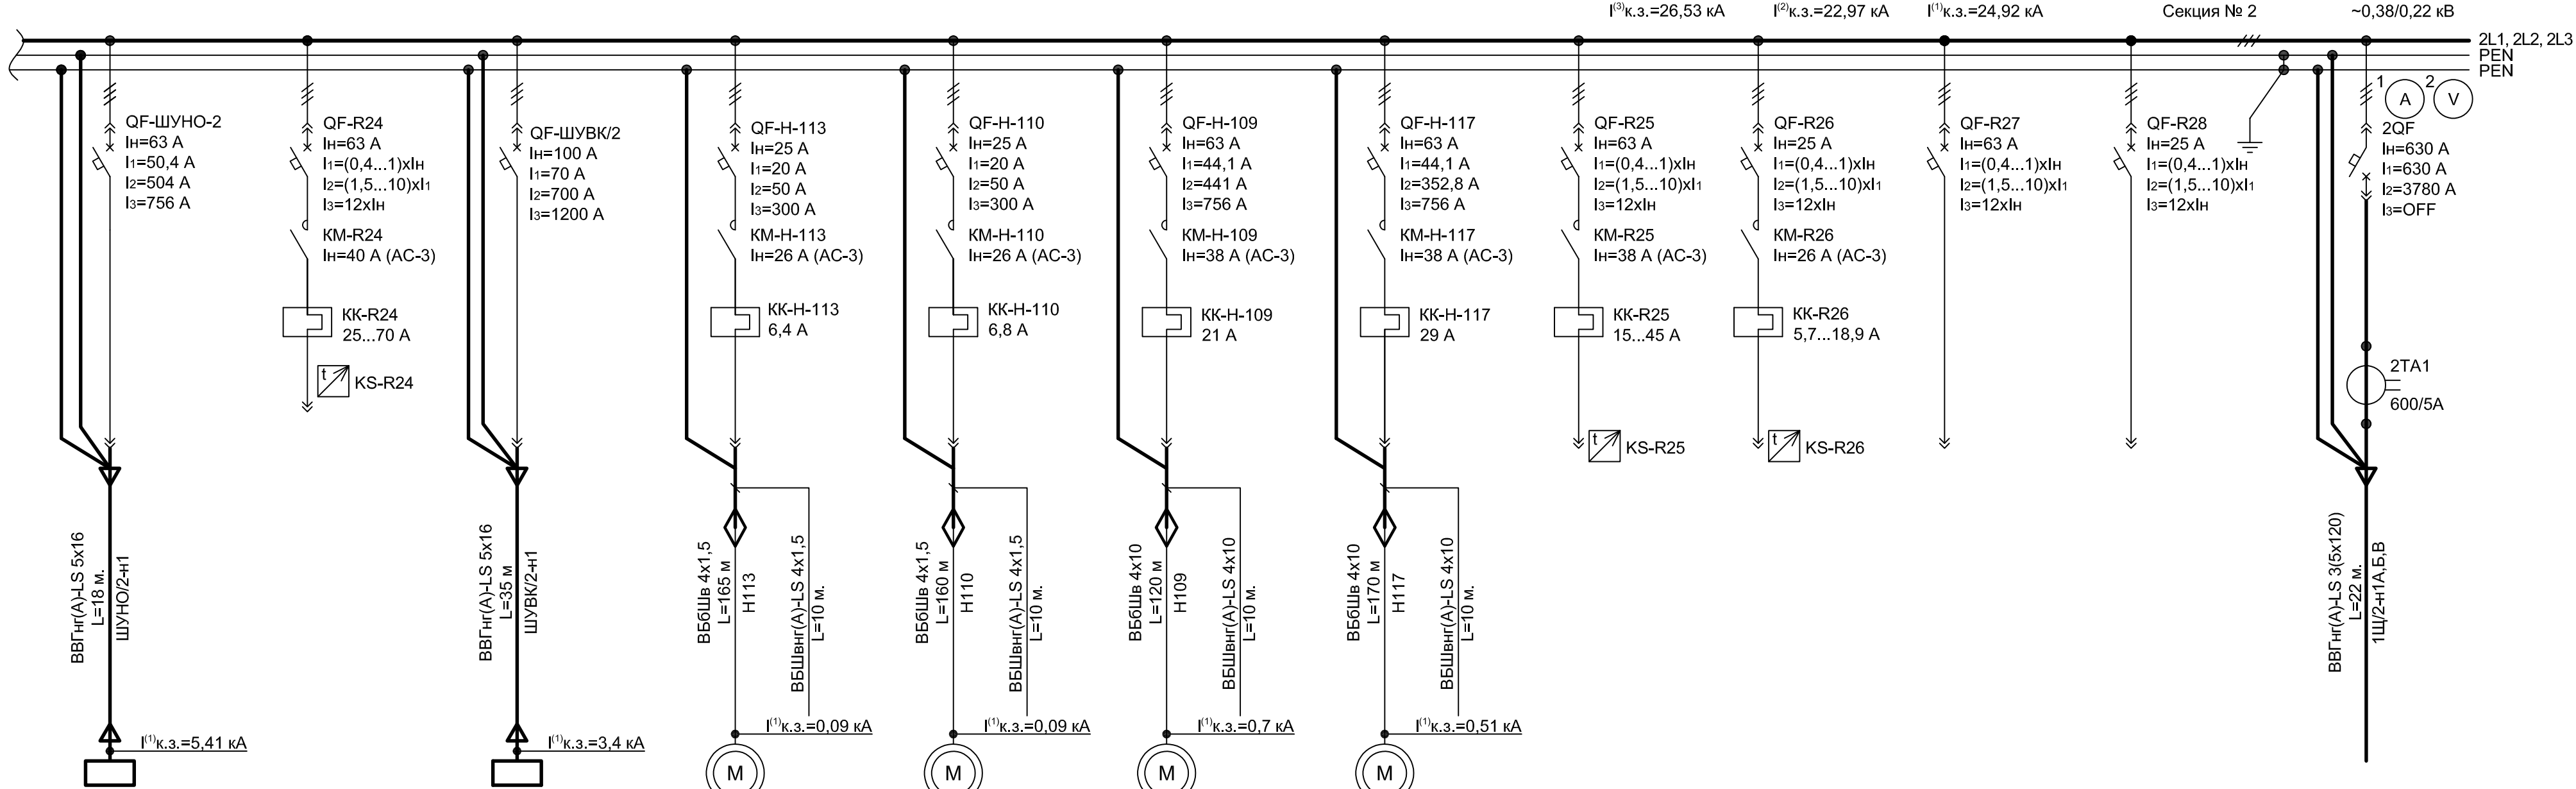 I(3)к.з.=26,53 кА
I(2)к.з.=22,97 кА
I(1)к.з.=24,92 кА
Секция № 2
~0,38/0,22 кВ
2L1, 2L2, 2L3
PEN
PEN
QF-ШУНО-2
Iн=63 А
I1=50,4 А
I2=504 А
I3=756 А
QF-R24
Iн=63 А
I1=(0,4...1)xIн
I2=(1,5...10)xI1
I3=12xIн
КМ-R24
Iн=40 А (АС-3)
КК-R24
25...70 А
t
KS-R24
QF-ШУВК/2
Iн=100 А
I1=70 А
I2=700 А
I3=1200 А
QF-Н-113
Iн=25 А
I1=20 А
I2=50 А
I3=300 А
КМ-Н-113
Iн=26 А (АС-3)
КК-Н-113
6,4 А
QF-Н-110
Iн=25 А
I1=20 А
I2=50 А
I3=300 А
КМ-Н-110
Iн=26 А (АС-3)
КК-Н-110
6,8 А
QF-Н-109
Iн=63 А
I1=44,1 А
I2=441 А
I3=756 А
КМ-Н-109
Iн=38 А (АС-3)
КК-Н-109
21 А
QF-Н-117
Iн=63 А
I1=44,1 А
I2=352,8 А
I3=756 А
КМ-Н-117
Iн=38 А (АС-3)
КК-Н-117
29 А
QF-R25
Iн=63 А
I1=(0,4...1)xIн
I2=(1,5...10)xI1
I3=12xIн
КМ-R25
Iн=38 А (АС-3)
КК-R25
15...45 А
t
KS-R25
QF-R26
Iн=25 А
I1=(0,4...1)xIн
I2=(1,5...10)xI1
I3=12xIн
КМ-R26
Iн=26 А (АС-3)
КК-R26
5,7...18,9 А
t
KS-R26
QF-R27
Iн=63 А
I1=(0,4...1)xIн
I2=(1,5...10)xI1
I3=12xIн
QF-R28
Iн=25 А
I1=(0,4...1)xIн
I2=(1,5...10)xI1
I3=12xIн
1
A
2
V
2QF
Iн=630 А
I1=630 А
I2=3780 А
I3=OFF
2ТА1
600/5А
ВВГнг(А)-LS 5х16
L=18 м.
ШУНО/2-н1
ВВГнг(А)-LS 5х16
L=35 м
ШУВК/2-н1
ВБбШв 4х1,5
L=165 м
Н113
ВБШвнг(А)-LS 4х1,5
L=10 м.
ВБбШв 4х1,5
L=160 м
Н110
ВБШвнг(А)-LS 4х1,5
L=10 м.
ВБбШв 4х10
L=120 м
Н109
ВБШвнг(А)-LS 4х10
L=10 м.
ВБбШв 4х10
L=170 м
Н117
ВБШвнг(А)-LS 4х10
L=10 м.
ВВГнг(А)-LS 3(5х120)
L=22 м.
1Щ/2-н1А,Б,В
I(1)к.з.=5,41 кА
I(1)к.з.=3,4 кА
I(1)к.з.=0,09 кА
I(1)к.з.=0,09 кА
I(1)к.з.=0,7 кА
I(1)к.з.=0,51 кА
М
М
М
М